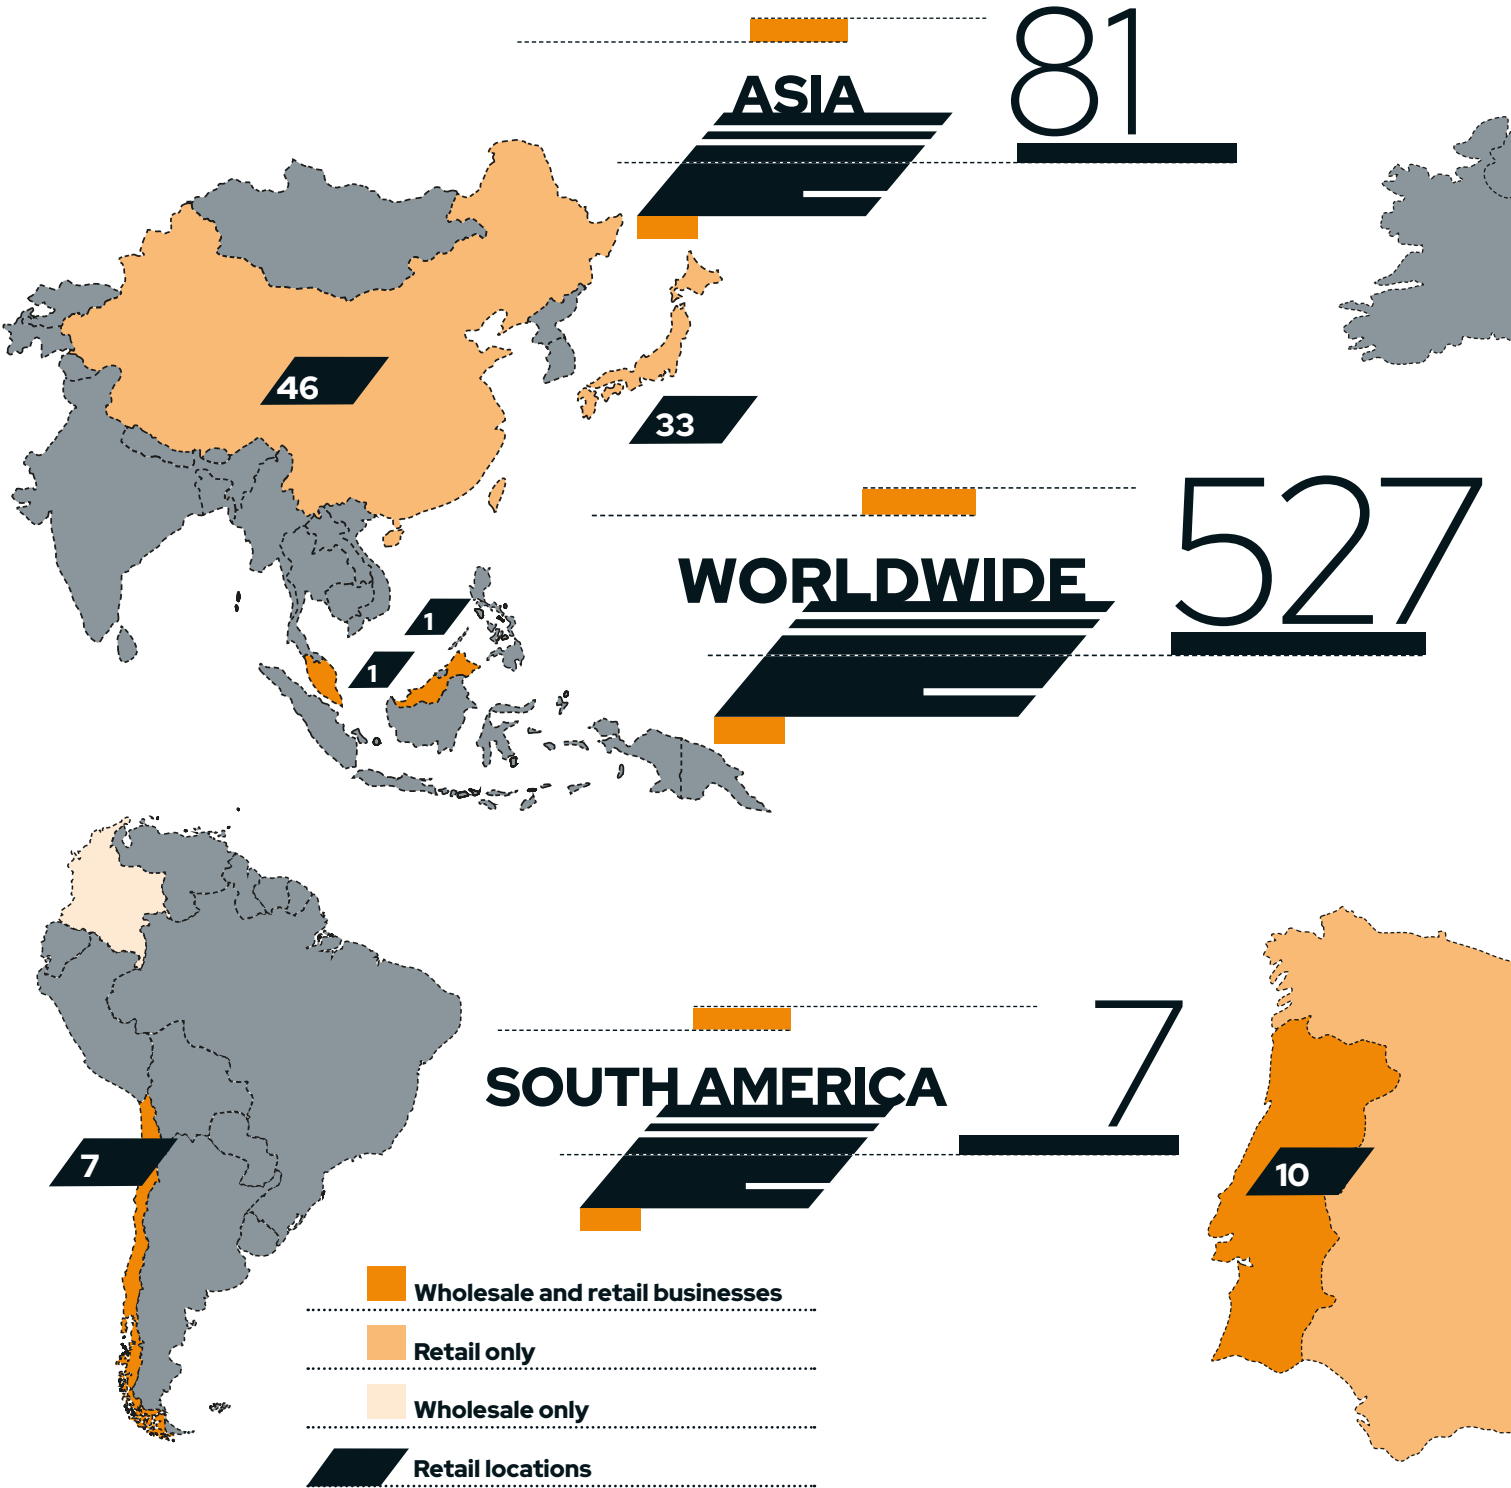 81
ASIA
46
33
527
WORLDWIDE
1
1
7
SOUTH AMERICA
7
10
Wholesale and retail businesses
Retail only
Wholesale only
Retail locations